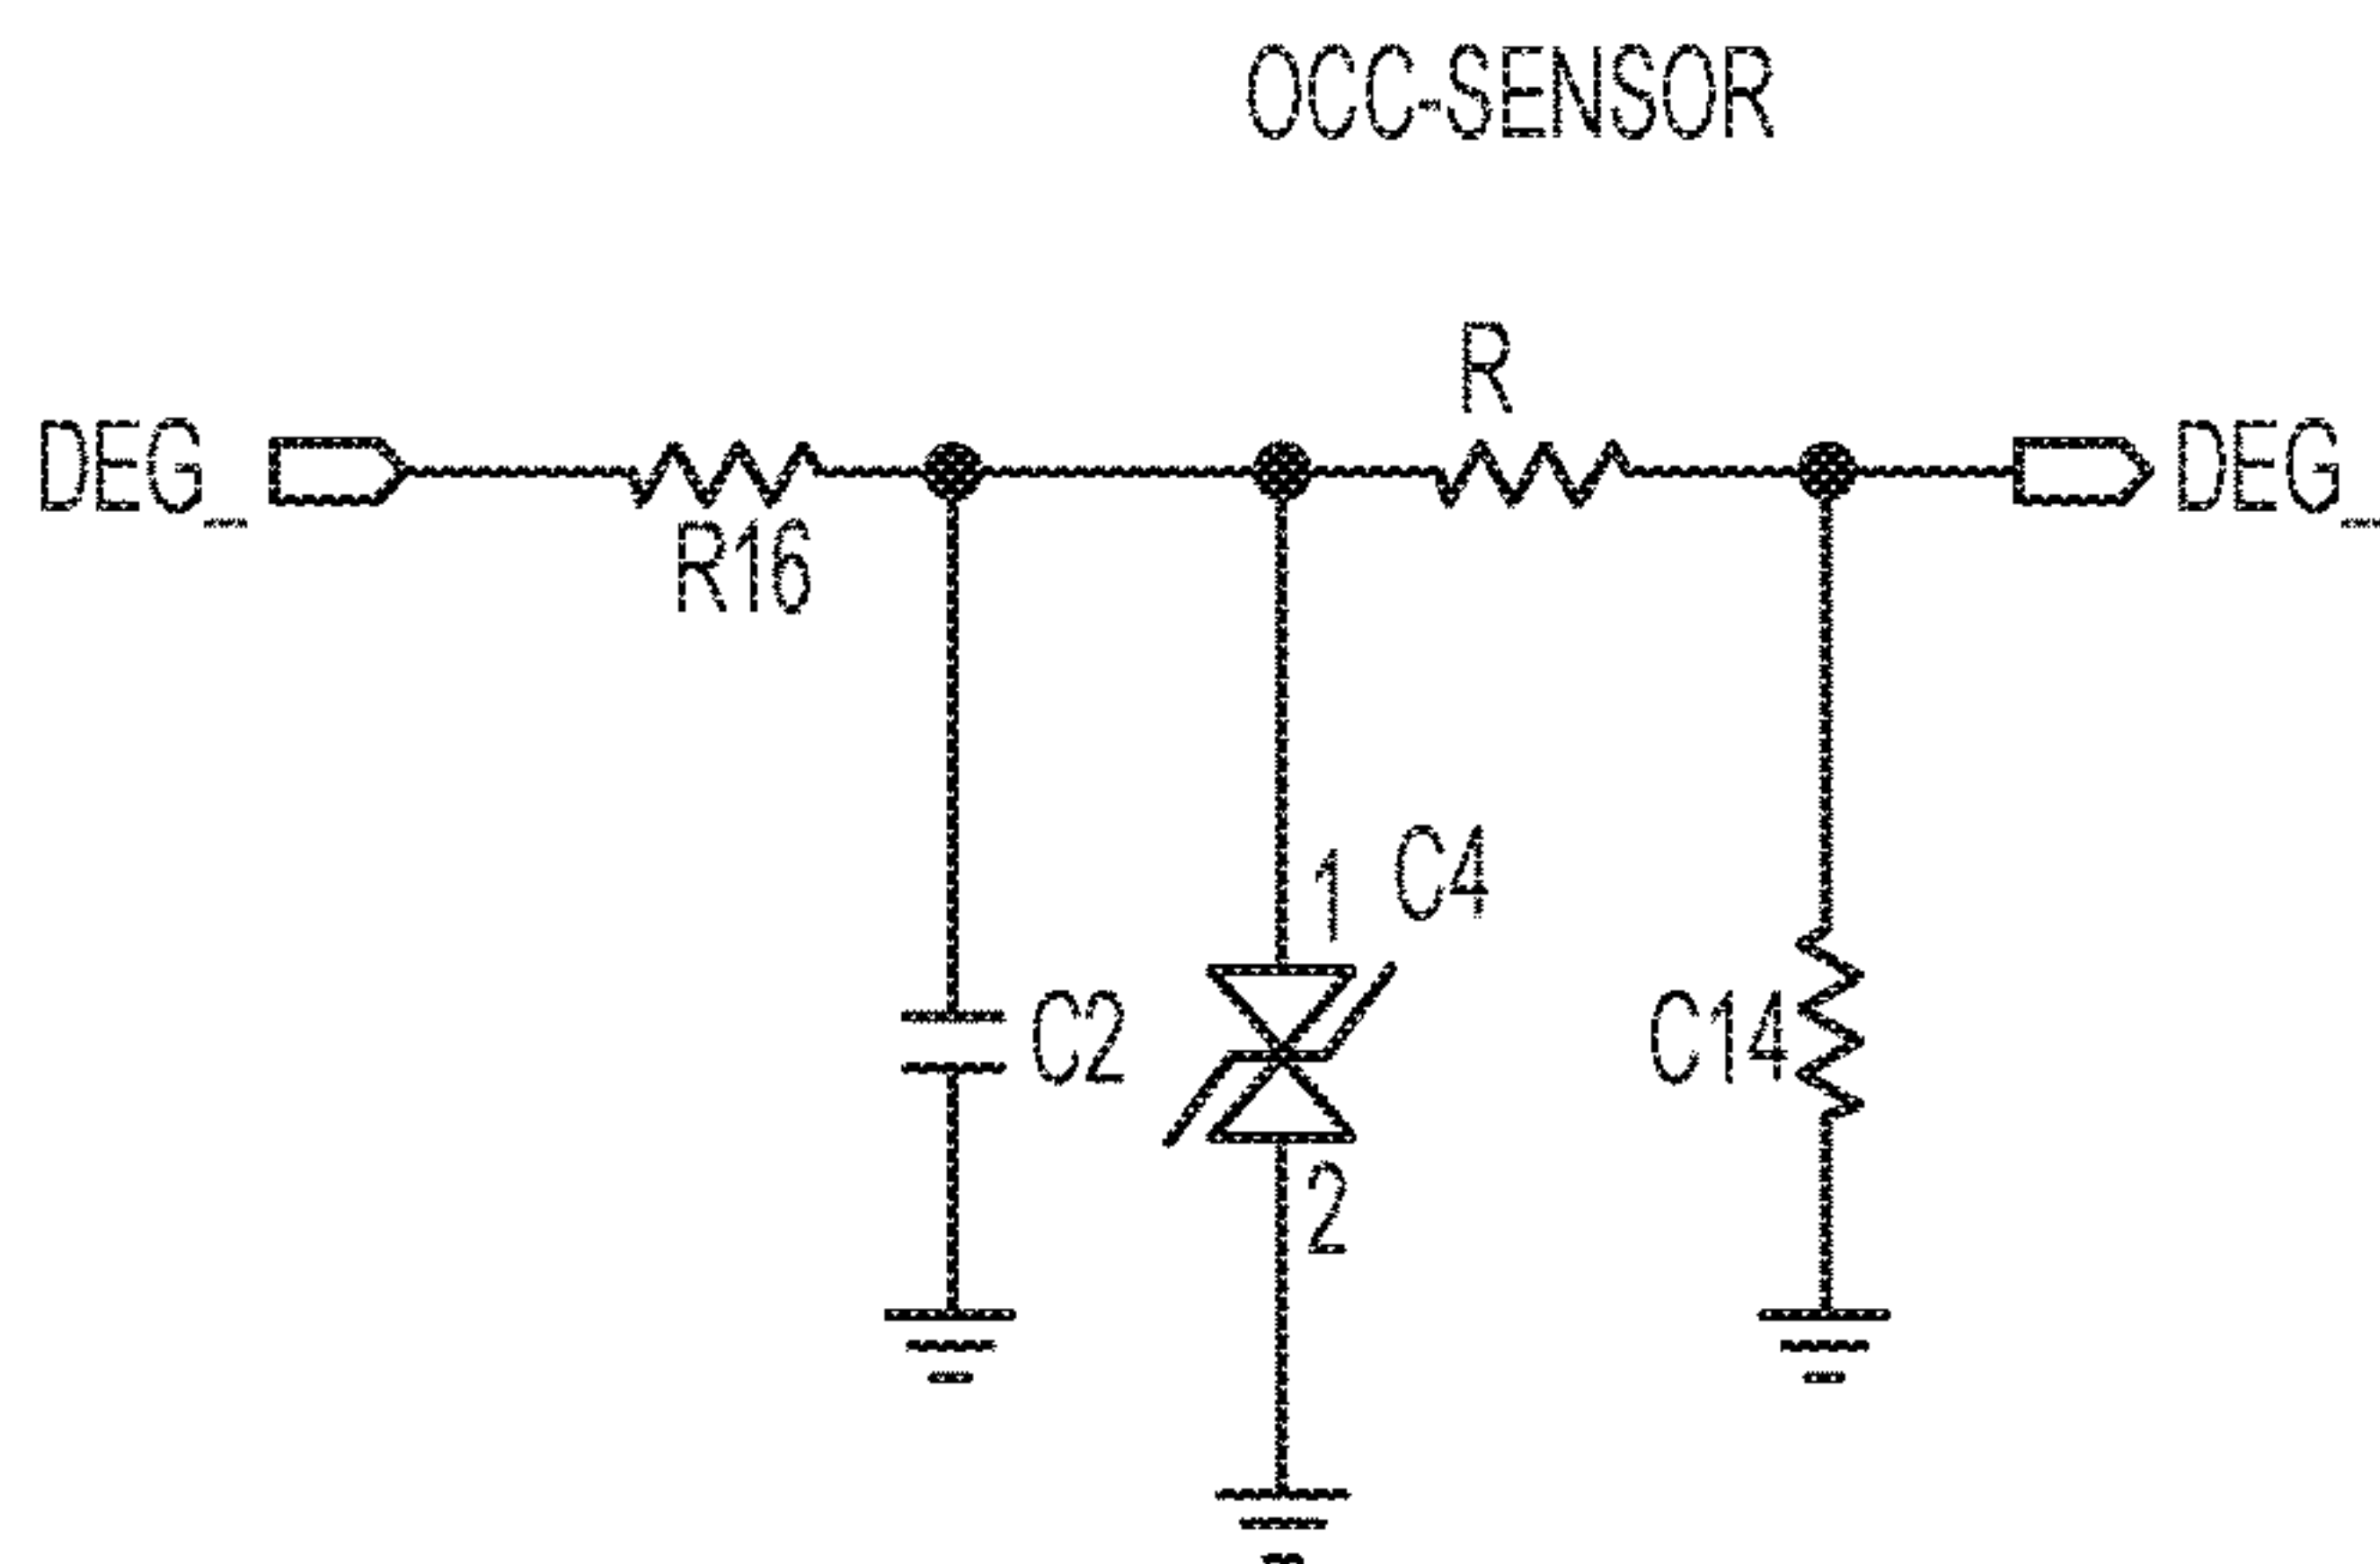 OCC-SENSOR
R
DEG_
DEG_
R16
1
C4
C2
C14
2